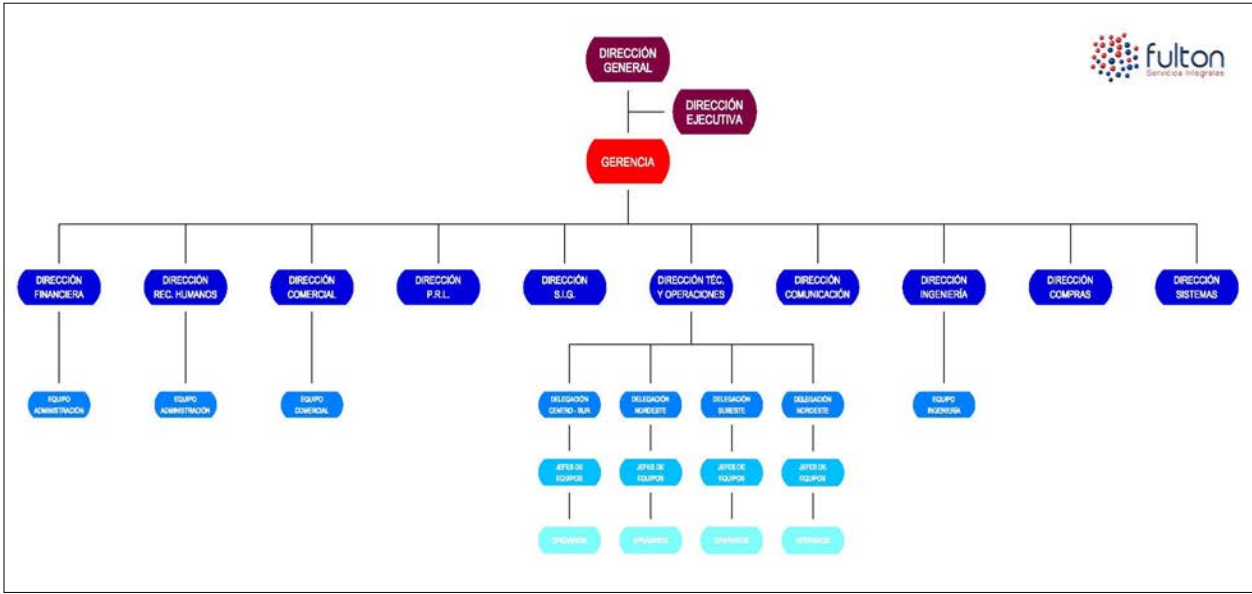 DIRECCIÓN
GENERAL
fulton
Servicios Integrales
DIRECCIÓN
EJECUTIVA
GERENCIA
DIRECCIÓN
FINANCIERA
DIRECCIÓN
REC. HUMANOS
DIRECCIÓN
COMERCIAL
DIRECCIÓN
P.R.L.
DIRECCIÓN
S.I.G.
DIRECCIÓN TÉC.
Y OPERACIONES
DIRECCIÓN
COMUNICACIÓN
DIRECCIÓN
INGENIERÍA
DIRECCIÓN
COMPRAS
DIRECCIÓN
SISTEMAS
EQUIPO
ADMINISTRACIÓN
EQUIPO
ADMINISTRACIÓN
EQUIPO
COMERCIAL
DELEGACIÓN
CENTRO - SUR
DELEGACIÓN
NORDESTE
DELEGACIÓN
SURESTE
DELEGACIÓN
NORDESTE
EQUIPO
INGENIERÍA
JEFES DE
EQUIPOS
JEFES DE
EQUIPOS
JEFES DE
EQUIPOS
JEFES DE
EQUIPOS